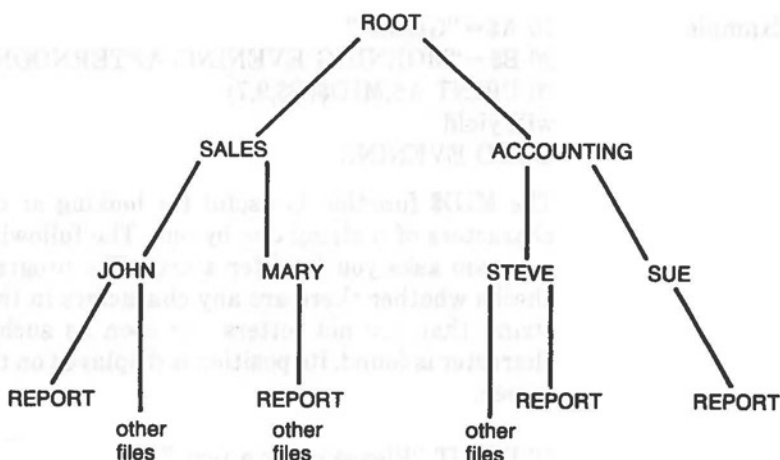 ROOT
SALES ACCOUNTING
JOHN MARY STEVE SUE
REPORT REPORT REPORT REPORT
other other other
files files files